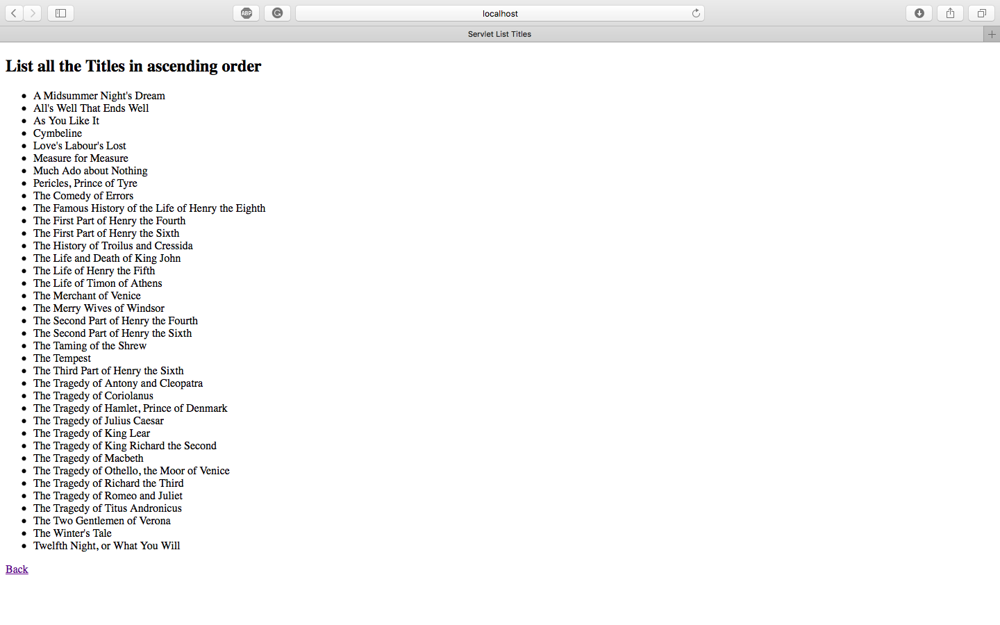 ABP
localhost
Servlet List Titles
List all the Titles in ascending order
A Midsummer Night's Dream
All's Well That Ends Well
As You Like It
Cymbeline
Love's Labour's Lost
Measure for Measure
Much Ado about Nothing
Pericles, Prince of Tyre
The Comedy of Errors
The Famous History of the Life of Henry the Eighth
The First Part of Henry the Fourth
The First Part of Henry the Sixth
The History of Troilus and Cressida
The Life and Death of King John
The Life of Henry the Fifth
The Life of Timon of Athens
The Merchant of Venice
The Merry Wives of Windsor
The Second Part of Henry the Fourth
The Second Part of Henry the Sixth
The Taming of the Shrew
The Tempest
The Third Part of Henry the Sixth
The Tragedy of Antony and Cleopatra
The Tragedy of Coriolanus
The Tragedy of Hamlet, Prince of Denmark
The Tragedy of Julius Caesar
The Tragedy of King Lear
The Tragedy of King Richard the Second
The Tragedy of Macbeth
The Tragedy of Othello, the Moor of Venice
The Tragedy of Richard the Third
The Tragedy of Romeo and Juliet
The Tragedy of Titus Andronicus
The Two Gentlemen of Verona
The Winter's Tale
Twelfth Night, or What You Will
Back